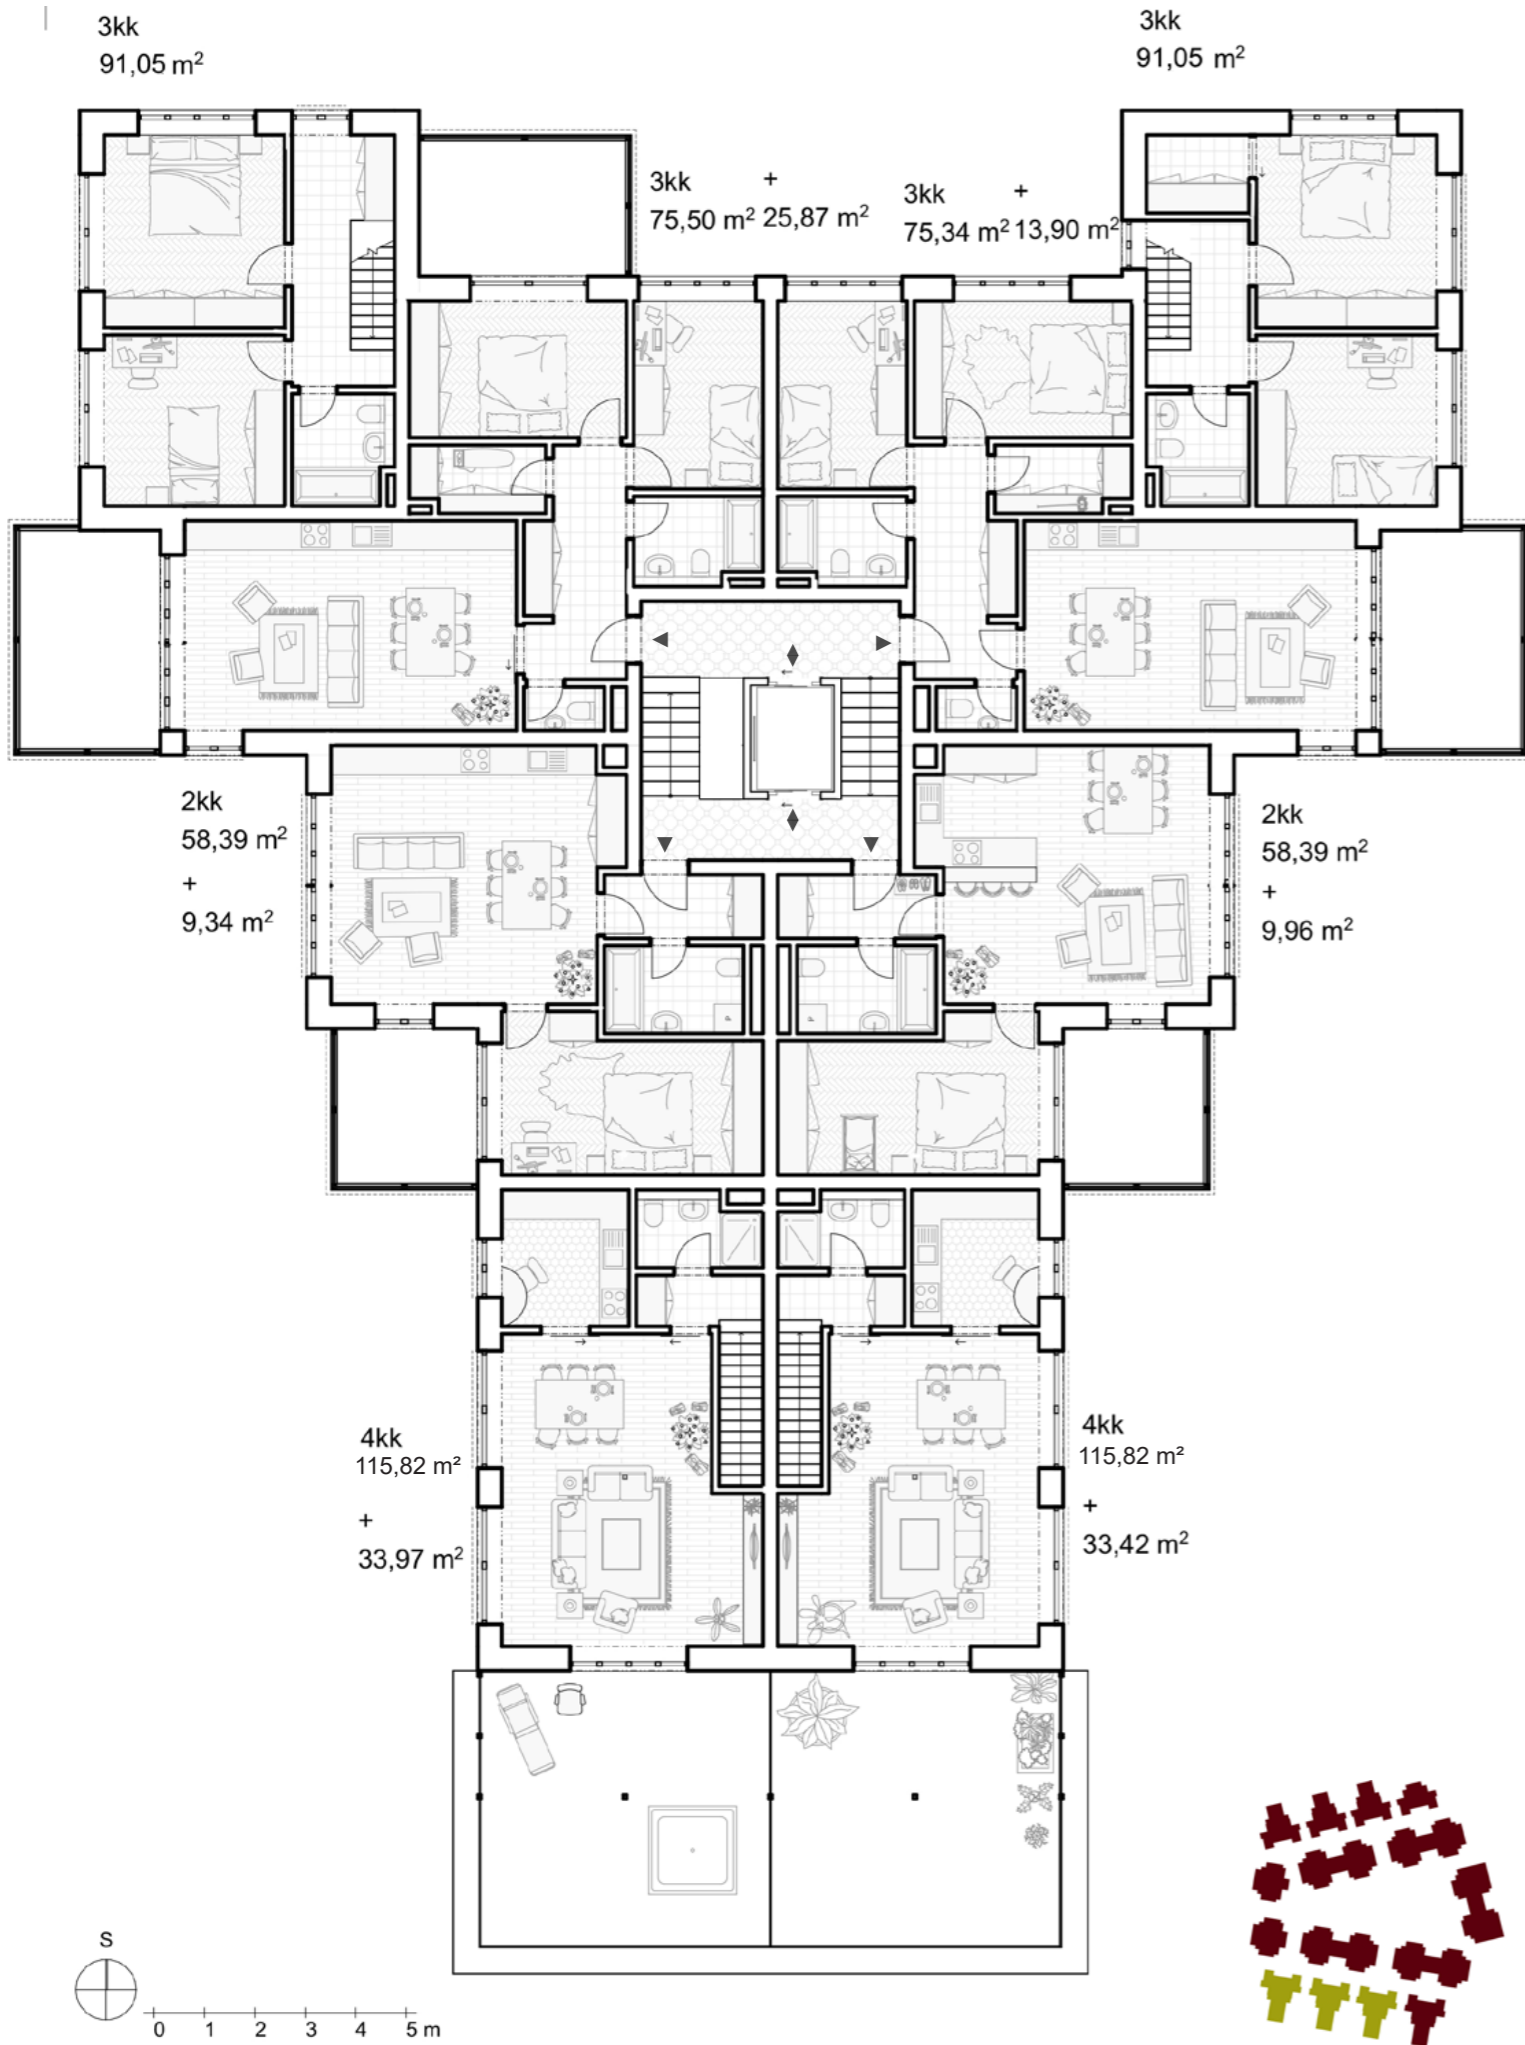 3kk
91,05 m²
3kk
91,05 m²
3kk +
75,50 m² 25,87 m²
3kk +
75,34 m² 13,90 m²
2kk
58,39 m²
+
9,34 m²
2kk
58,39 m²
+
9,96 m²
P
P
4kk
115,82 m²
+
33,97 m²
4kk
115,82 m²
+
33,42 m²
S
0 1 2 3 4 5 m